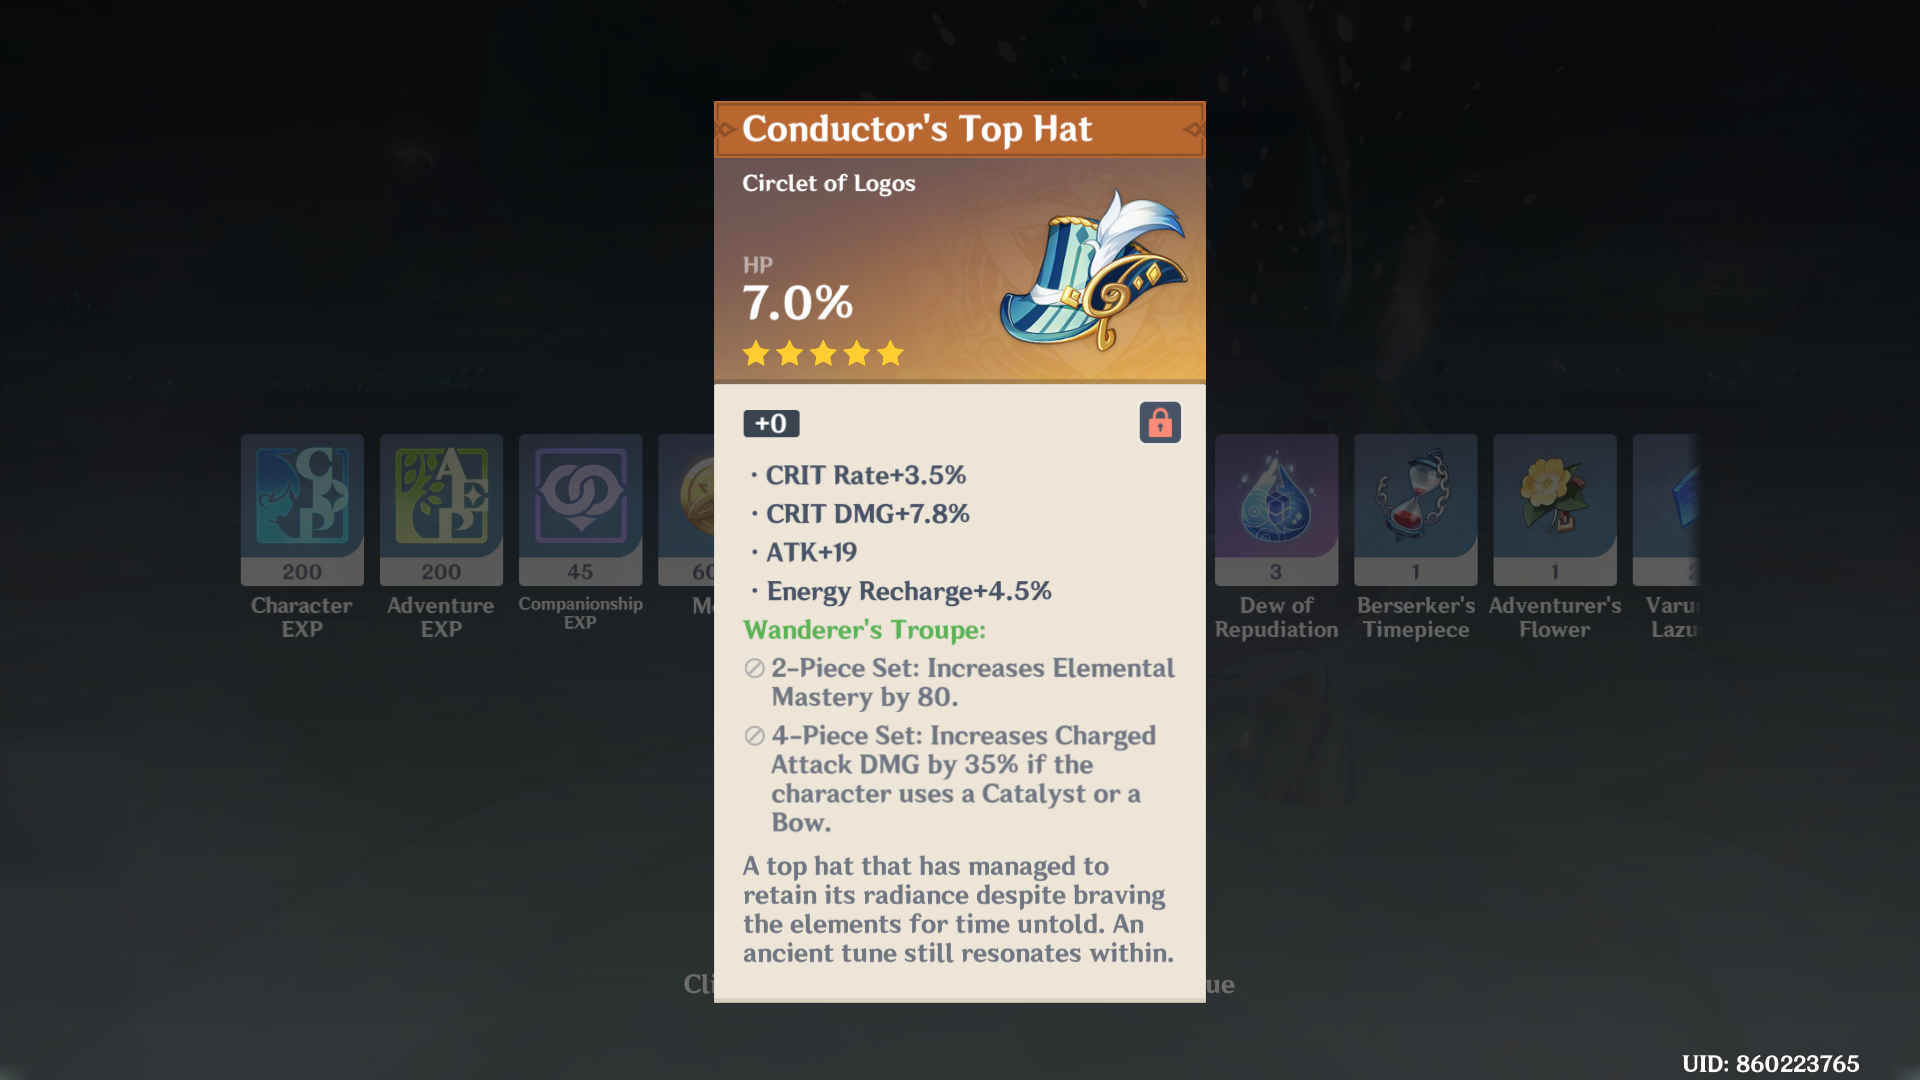 Conductor's Top Hat
Circlet of Logos
HP
7.0%
+0
· CRIT Rate+3.5%
· CRIT DMG+7.8%
· ATK+19
· Energy Recharge+4.5%
Wanderer's Troupe:
2-Piece Set: Increases Elemental
Mastery by 80.
4-Piece Set: Increases Charged
Attack DMG by 35% if the
character uses a Catalyst or a
Bow.
A top hat that has managed to
retain its radiance despite braving
the elements for time untold. An
ancient tune still resonates within.
200
Character
EXP
200
Adventure
EXP
45
Companionship
EXP
3
Dew of
Repudiation
1
Berserker's
Timepiece
1
Adventurer's
Flower
UID: 860223765